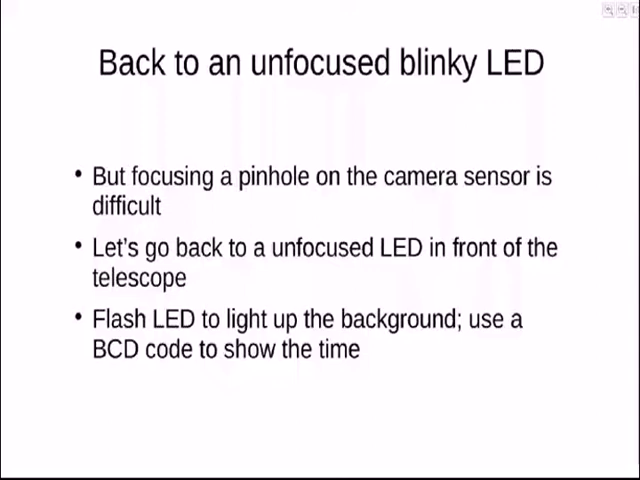 Back to an unfocused blinky LED
• But focusing a pinhole on the camera sensor is
difficult
• Let's go back to a unfocused LED in front of the
telescope
• Flash LED to light up the background; use a
BCD code to show the time